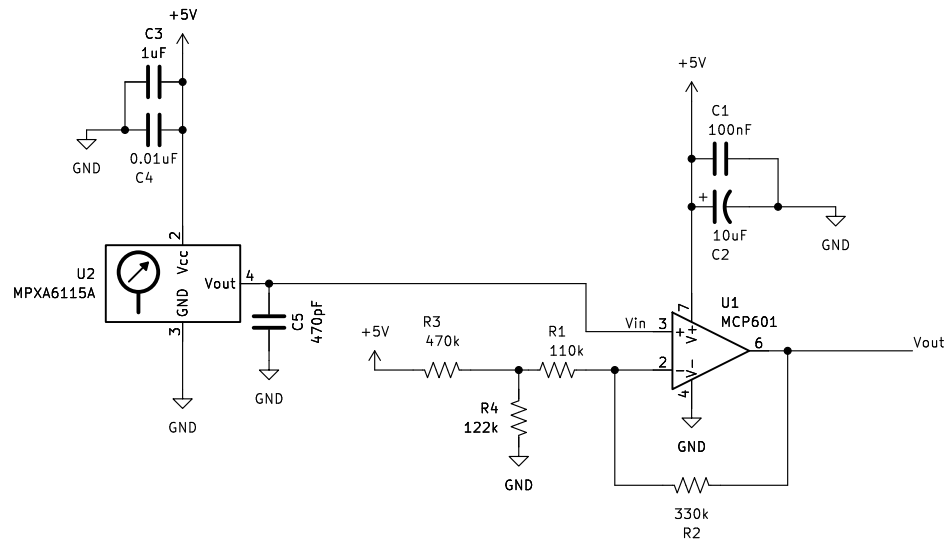 +5V
C3
1uF
GND
0.01uF
C4
+5V
C1
100nF
+
10uF
C2
GND
2
Vcc
U2
MPXA6115A
Vout
4
GND
3
C5
470pF
GND
GND
+5V
R3
470k
R1
110k
R4
122k
GND
Vin
3
2
+
−
V+
V−
7
4
U1
MCP601
6
Vout
GND
330k
R2